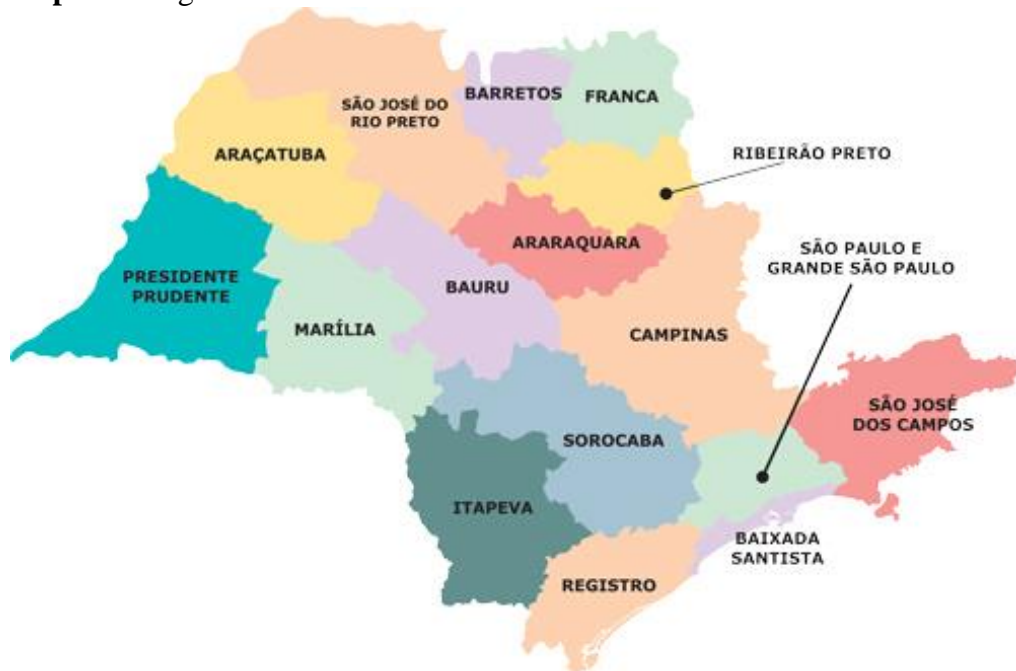 BARRETOS
FRANCA
SÃO JOSÉ DO
RIO PRETO
ARAÇATUBA
RIBEIRÃO PRETO
ARARAQUARA
SÃO PAULO E
GRANDE SÃO PAULO
PRESIDENTE
PRUDENTE
BAURU
MARÍLIA
CAMPINAS
SÃO JOSÉ
DOS CAMPOS
SOROCABA
ITAPEVA
BAIXADA
SANTISTA
REGISTRO